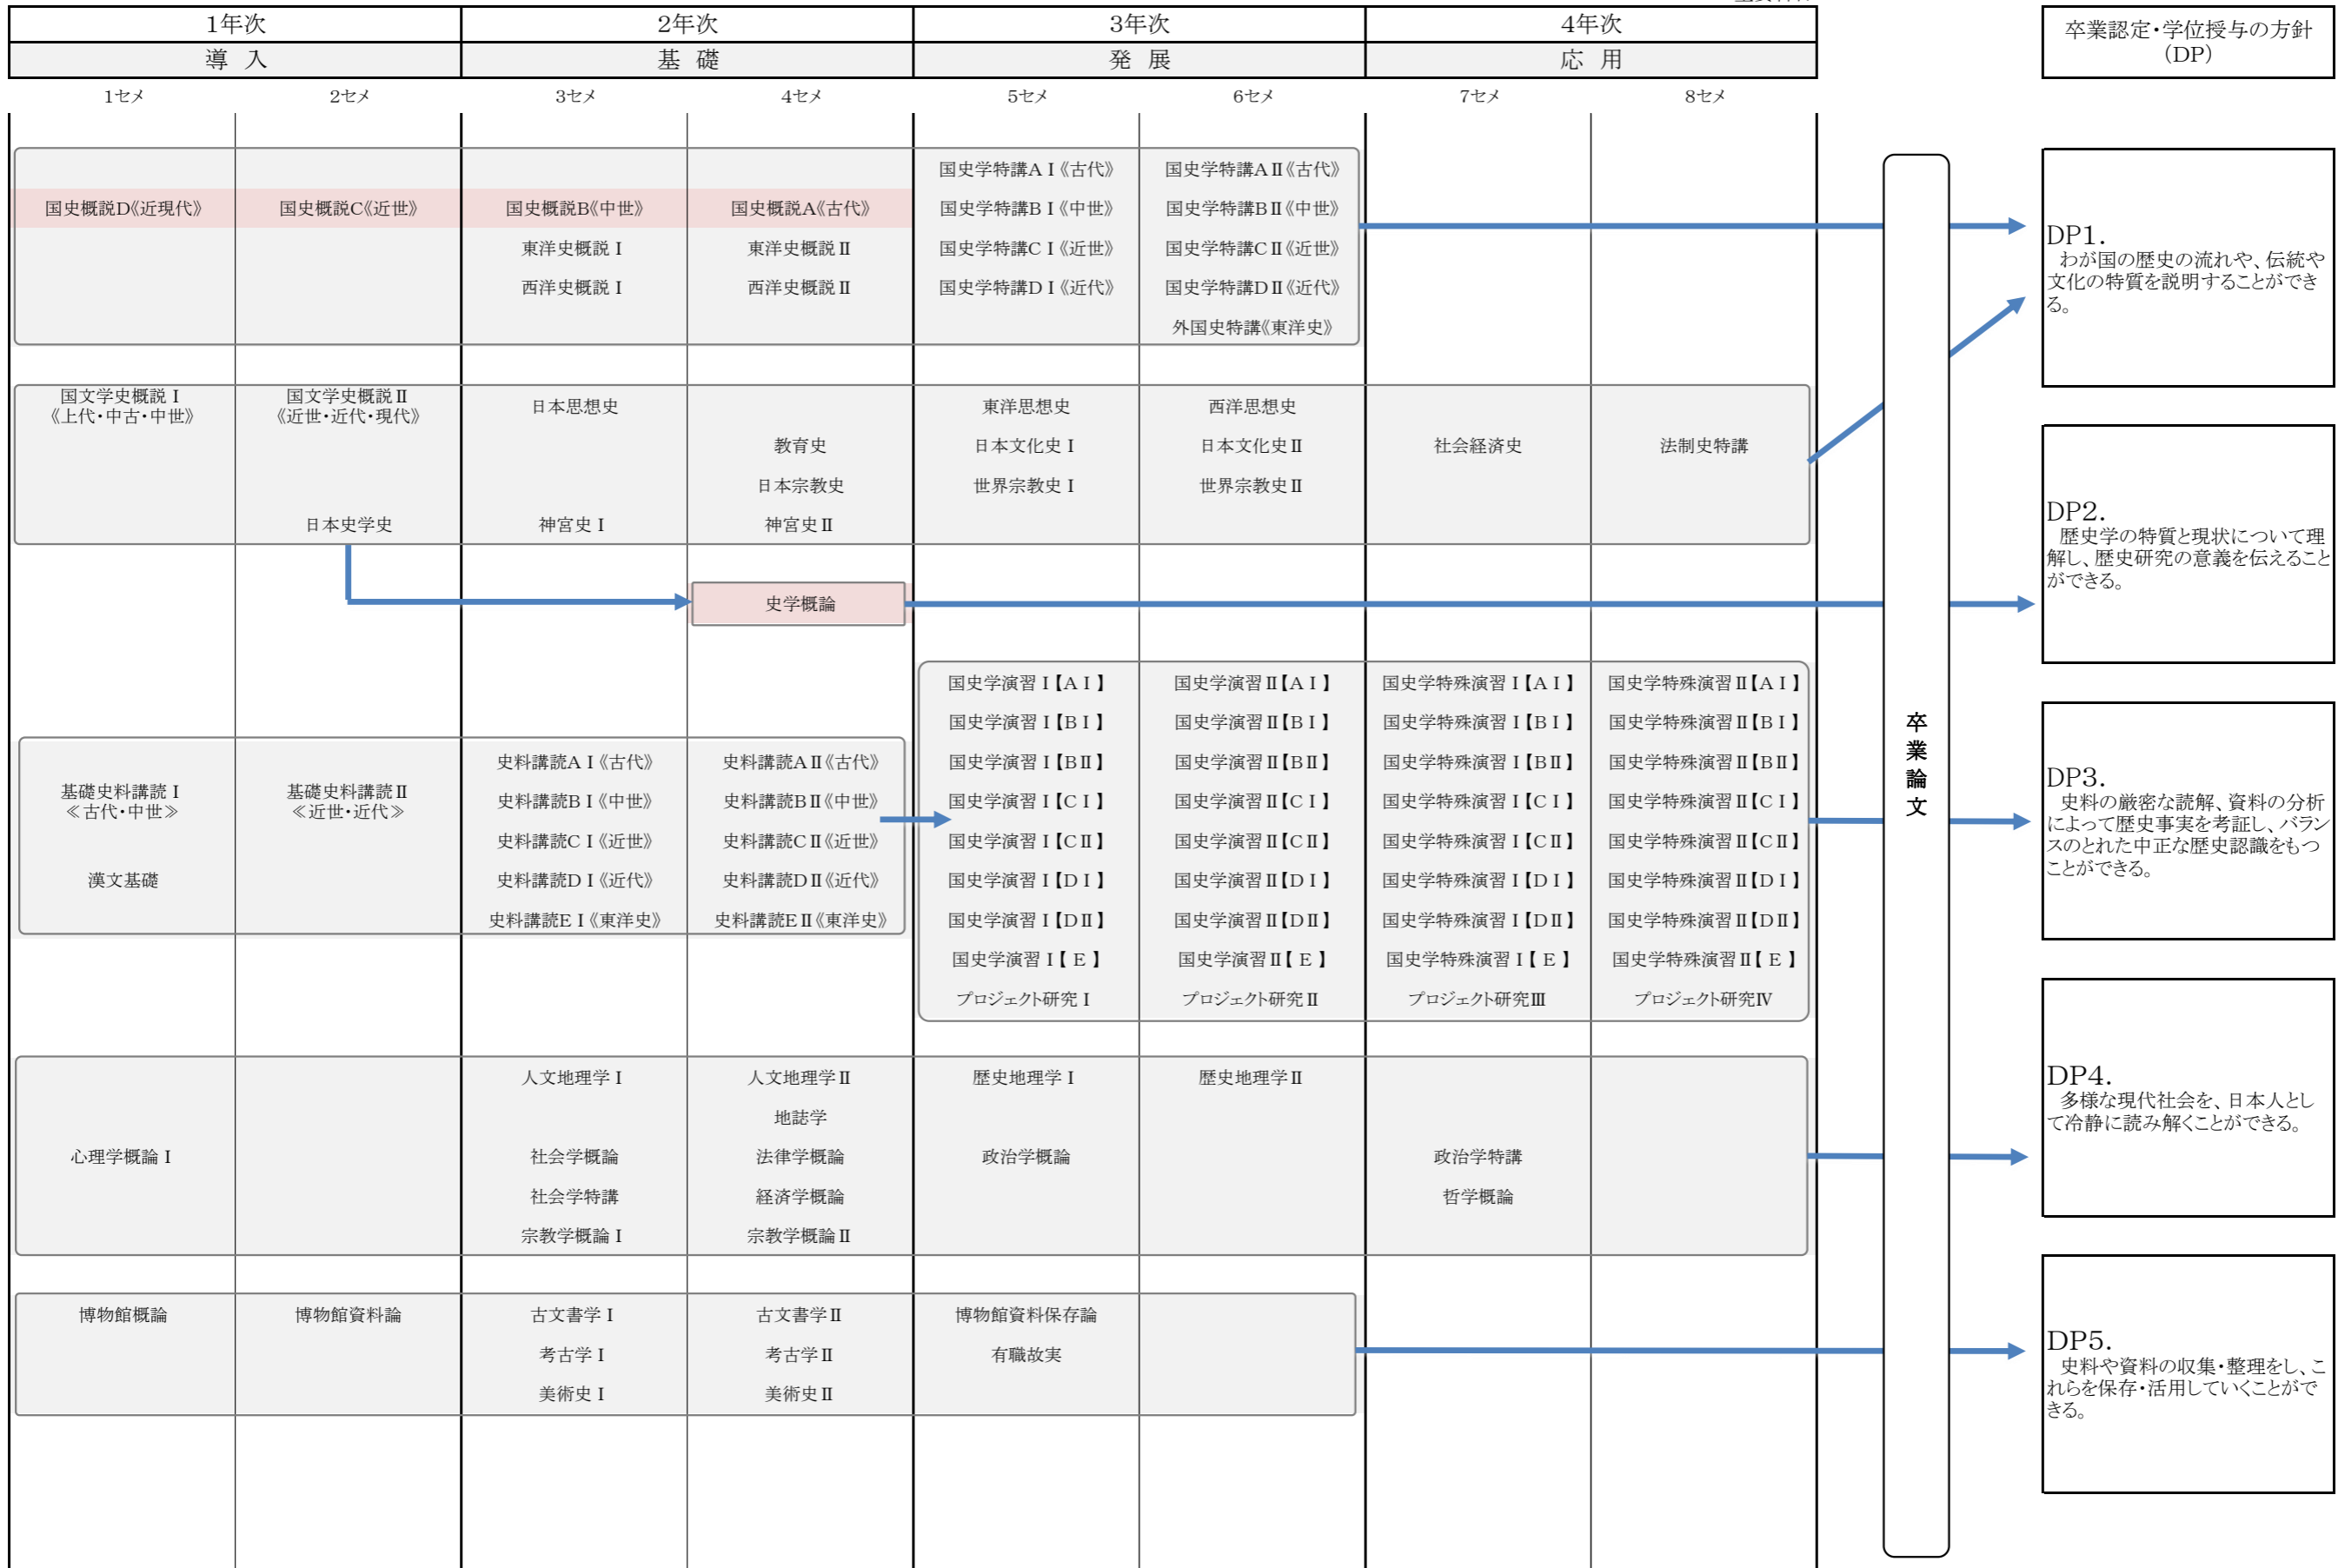 1年次 2年次 3年次 4年次
導 入 基 礎 発 展 応 用
卒業認定・学位授与の方針
(DP)
1セメ 2セメ 3セメ 4セメ 5セメ 6セメ 7セメ 8セメ
国史学特講AⅠ《古代》 国史学特講AⅡ《古代》
国史概説D《近現代》 国史概説C《近世》 国史概説B《中世》 国史概説A《古代》 国史学特講BⅠ《中世》 国史学特講BⅡ《中世》
東洋史概説Ⅰ 東洋史概説Ⅱ 国史学特講CⅠ《近世》 国史学特講CⅡ《近世》
西洋史概説Ⅰ 西洋史概説Ⅱ 国史学特講DⅠ《近代》 国史学特講DⅡ《近代》
外国史特講《東洋史》
DP1.
わが国の歴史の流れや、伝統や
文化の特質を説明することができ
る。
国文学史概説Ⅰ 国文学史概説Ⅱ 日本思想史 東洋思想史 西洋思想史
《上代・中古・中世》 《近世・近代・現代》
教育史 日本文化史Ⅰ 日本文化史Ⅱ 社会経済史 法制史特講
日本宗教史 世界宗教史Ⅰ 世界宗教史Ⅱ
日本史学史 神宮史Ⅰ 神宮史Ⅱ
史学概論
DP2.
歴史学の特質と現状について理
解し、歴史研究の意義を伝えること
ができる。
国史学演習Ⅰ【AⅠ】 国史学演習Ⅱ【AⅠ】 国史学特殊演習Ⅰ【AⅠ】 国史学特殊演習Ⅱ【AⅠ】
国史学演習Ⅰ【BⅠ】 国史学演習Ⅱ【BⅠ】 国史学特殊演習Ⅰ【BⅠ】 国史学特殊演習Ⅱ【BⅠ】
史料講読AⅠ《古代》 史料講読AⅡ《古代》 国史学演習Ⅰ【BⅡ】 国史学演習Ⅱ【BⅡ】 国史学特殊演習Ⅰ【BⅡ】 国史学特殊演習Ⅱ【BⅡ】
基礎史料講読Ⅰ 基礎史料講読Ⅱ
≪古代・中世≫ ≪近世・近代≫
史料講読BⅠ《中世》 史料講読BⅡ《中世》 国史学演習Ⅰ【CⅠ】 国史学演習Ⅱ【CⅠ】 国史学特殊演習Ⅰ【CⅠ】 国史学特殊演習Ⅱ【CⅠ】
史料講読CⅠ《近世》 史料講読CⅡ《近世》 国史学演習Ⅰ【CⅡ】 国史学演習Ⅱ【CⅡ】 国史学特殊演習Ⅰ【CⅡ】 国史学特殊演習Ⅱ【CⅡ】
漢文基礎 史料講読DⅠ《近代》 史料講読DⅡ《近代》 国史学演習Ⅰ【DⅠ】 国史学演習Ⅱ【DⅠ】 国史学特殊演習Ⅰ【DⅠ】 国史学特殊演習Ⅱ【DⅠ】
史料講読EⅠ《東洋史》 史料講読EⅡ《東洋史》 国史学演習Ⅰ【DⅡ】 国史学演習Ⅱ【DⅡ】 国史学特殊演習Ⅰ【DⅡ】 国史学特殊演習Ⅱ【DⅡ】
国史学演習Ⅰ【E】 国史学演習Ⅱ【E】 国史学特殊演習Ⅰ【E】 国史学特殊演習Ⅱ【E】
プロジェクト研究Ⅰ プロジェクト研究Ⅱ プロジェクト研究Ⅲ プロジェクト研究Ⅳ
卒業論文
DP3.
史料の厳密な読解、資料の分析
によって歴史事実を考証し、バラン
スのとれた中正な歴史認識をもつ
ことができる。
人文地理学Ⅰ 人文地理学Ⅱ 歴史地理学Ⅰ 歴史地理学Ⅱ
地誌学
心理学概論Ⅰ 社会学概論 法律学概論 政治学概論 政治学特講
社会学特講 経済学概論 哲学概論
宗教学概論Ⅰ 宗教学概論Ⅱ
DP4.
多様な現代社会を、日本人とし
て冷静に読み解くことができる。
博物館概論 博物館資料論 古文書学Ⅰ 古文書学Ⅱ 博物館資料保存論
考古学Ⅰ 考古学Ⅱ 有職故実
美術史Ⅰ 美術史Ⅱ
DP5.
史料や資料の収集・整理をし、こ
れらを保存・活用していくことがで
きる。